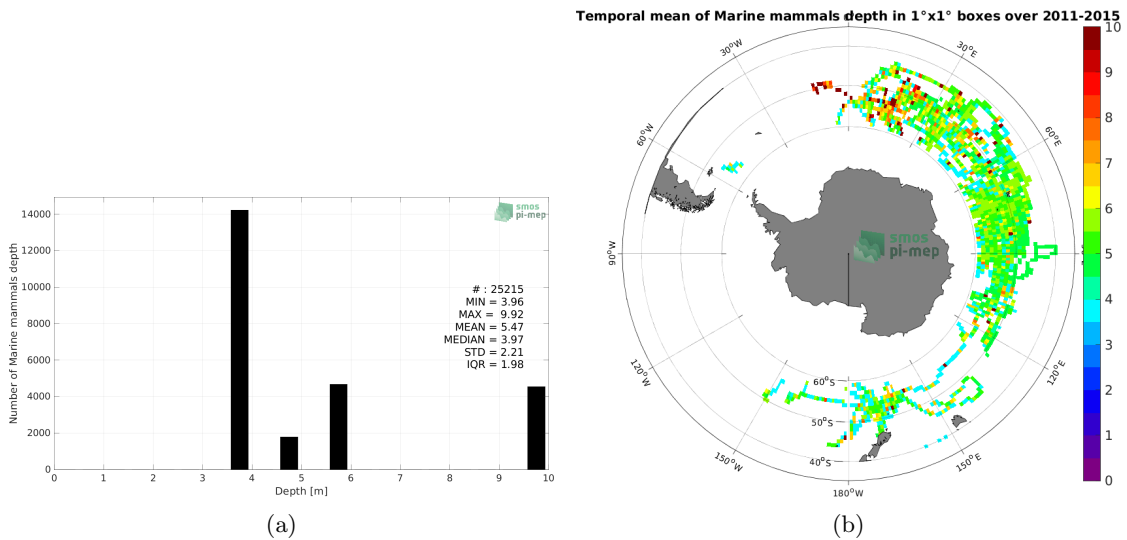 Temporal mean of Marine mammals depth in 1°x1° boxes over 2011-2015
14000
12000
10000
8000
6000
4000
2000
0
Number of Marine mammals depth
smos
pi-mep
# : 25215
MIN = 3.96
MAX = 9.92
MEAN = 5.47
MEDIAN = 3.97
STD = 2.21
IQR = 1.98
0 1 2 3 4 5 6 7 8 9 10
Depth [m]
(a)
30°W
30°E
60°W
60°E
90°W
smos
pi-mep
120°W
120°E
60°S
50°S
40°S
150°W
150°E
180°W
10
9
8
7
6
5
4
3
2
1
0
(b)